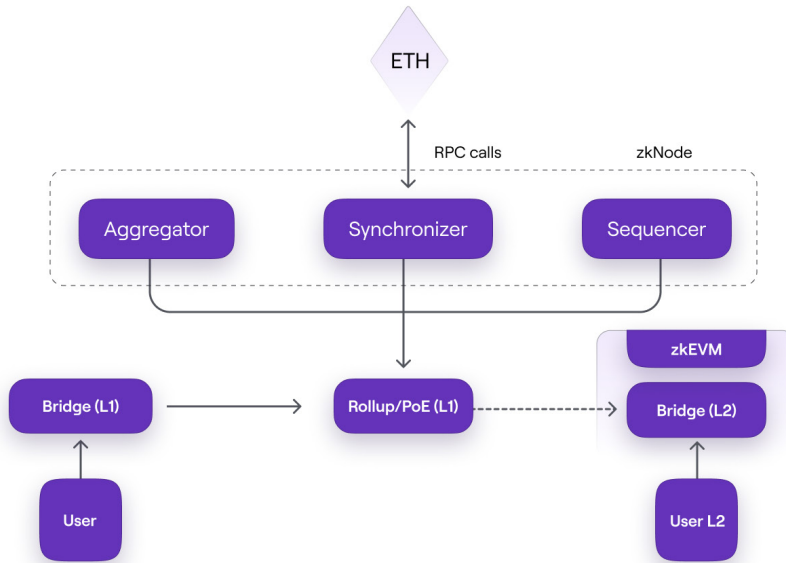 ETH
RPC calls
zkNode
Aggregator
Synchronizer
Sequencer
zkEVM
Bridge (L1)
Rollup/PoE (L1)
Bridge (L2)
User
User L2